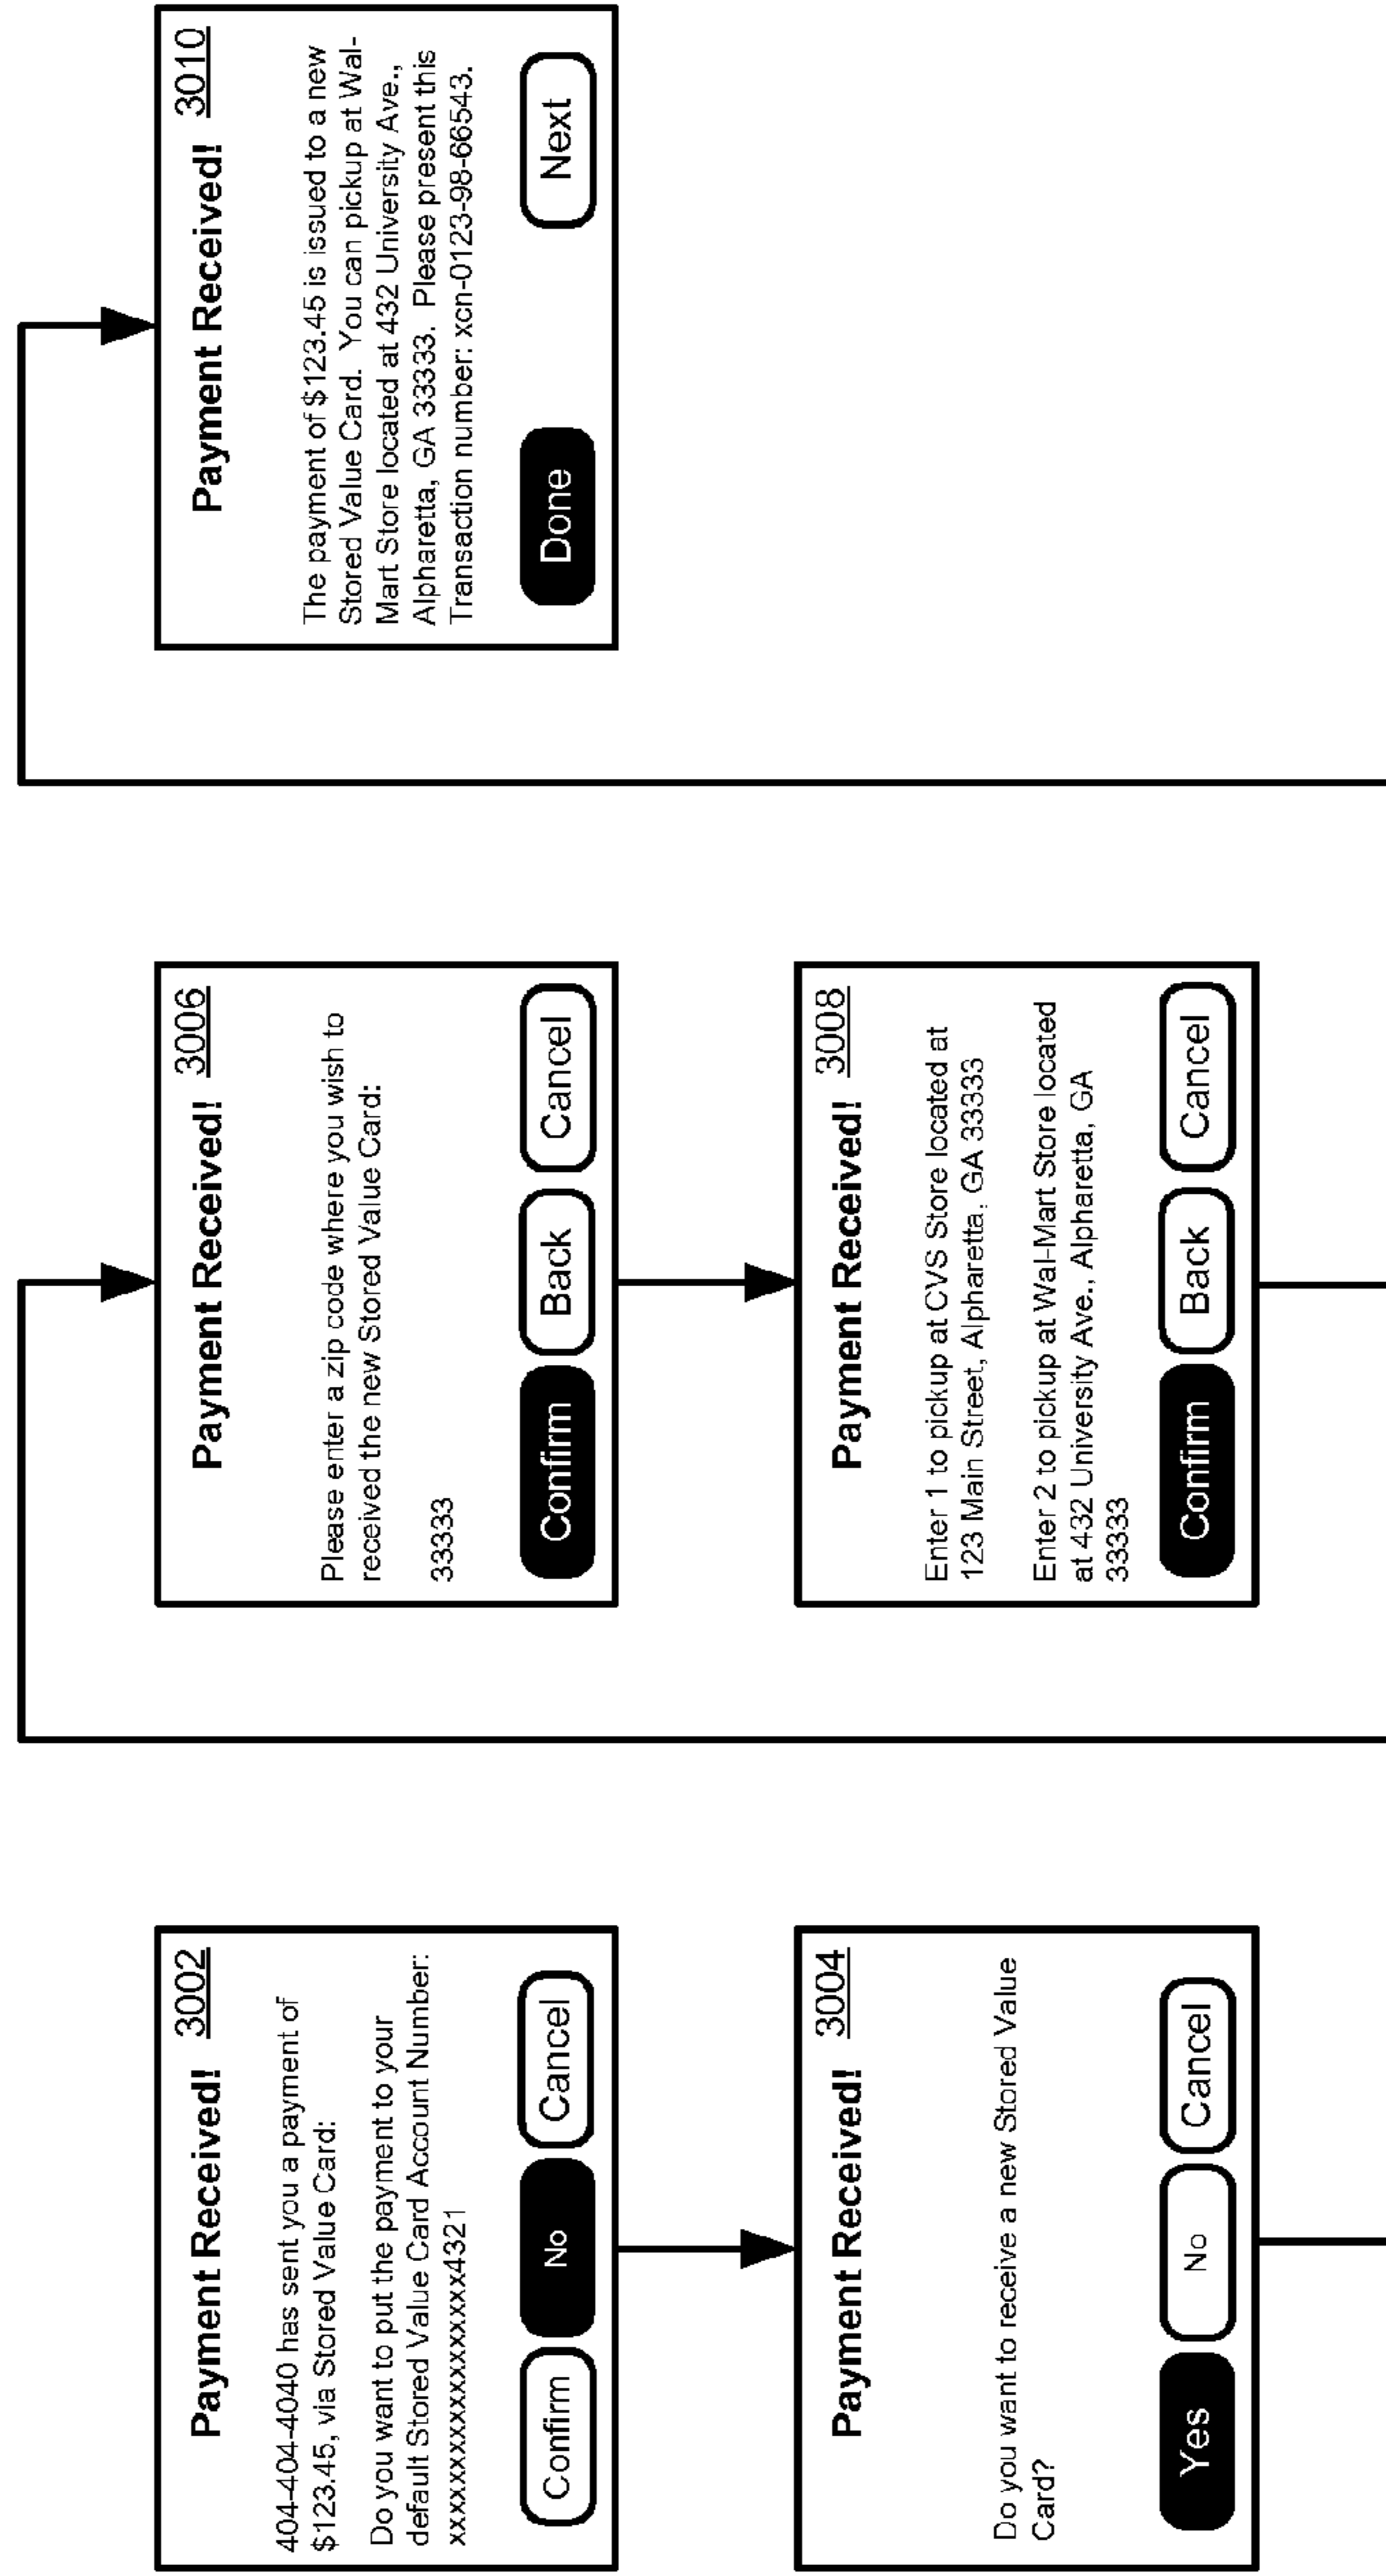 Payment Received! 3002
404-404-4040 has sent you a payment of
$123.45, via Stored Value Card:
Do you want to put the payment to your
default Stored Value Card Account Number:
xxxxxxxxxxxxxxxxxxxx4321
Confirm No Cancel
Payment Received! 3004
Do you want to receive a new Stored Value
Card?
Yes No Cancel
Payment Received! 3006
Please enter a zip code where you wish to
received the new Stored Value Card:
33333
Confirm Back Cancel
Payment Received! 3008
Enter 1 to pickup at CVS Store located at
123 Main Street, Alpharetta, GA 33333
Enter 2 to pickup at Wal-Mart Store located
at 432 University Ave., Alpharetta, GA
33333
Confirm Back Cancel
Payment Received! 3010
The payment of $123.45 is issued to a new
Stored Value Card. You can pickup at Wal-
Mart Store located at 432 University Ave.,
Alpharetta, GA 33333. Please present this
Transaction number: xcn-0123-98-66543.
Done Next